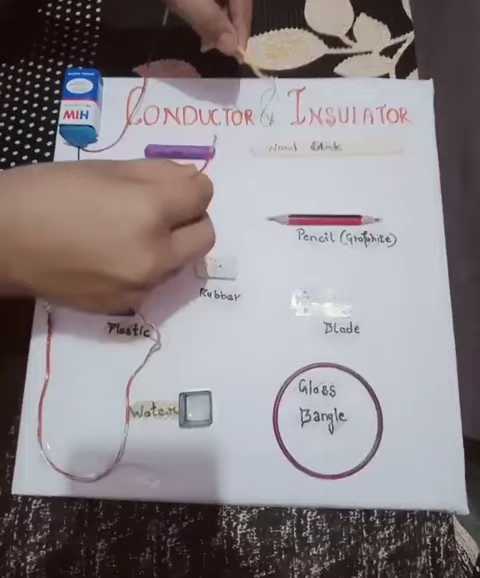 HiW
CONDUCTOR & INSULATOR
Wood Stick
Pencil (Graphite)
Rubber
Plastic
Blade
Water
Glass
Bangle